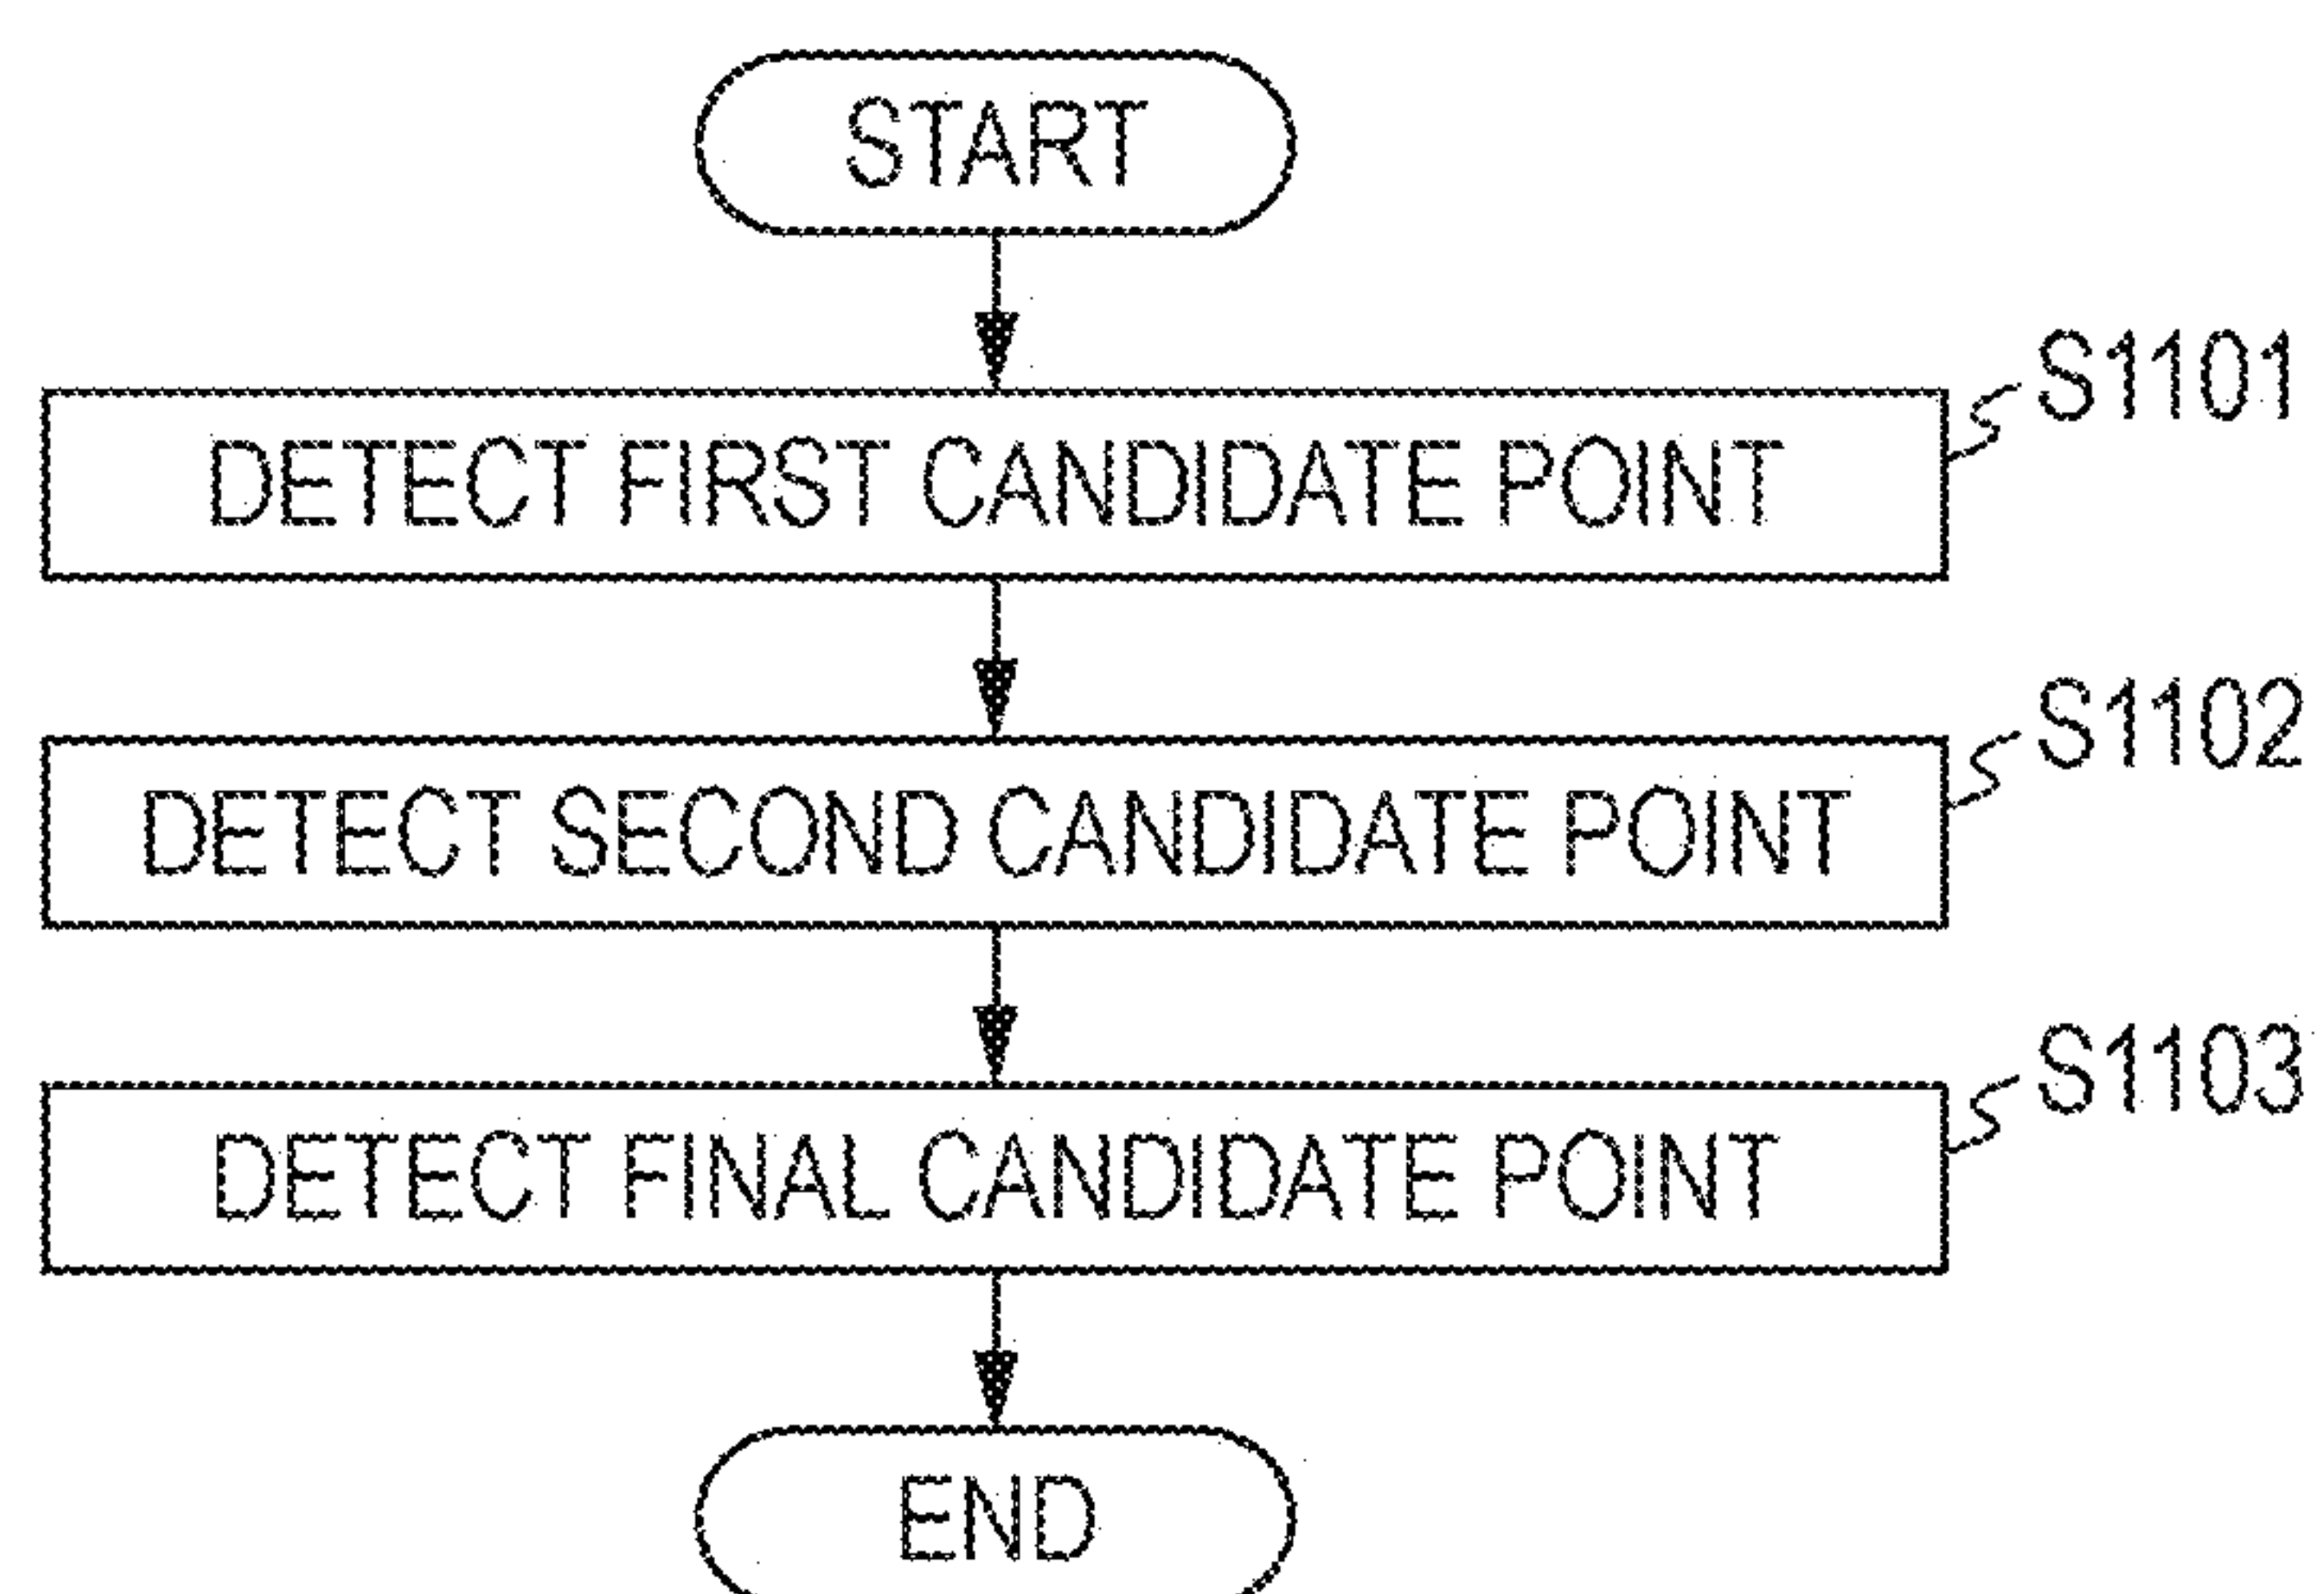 START
S1101
DETECT FIRST CANDIDATE POINT
S1102
DETECT SECOND CANDIDATE POINT
S1103
DETECT FINAL CANDIDATE POINT
END